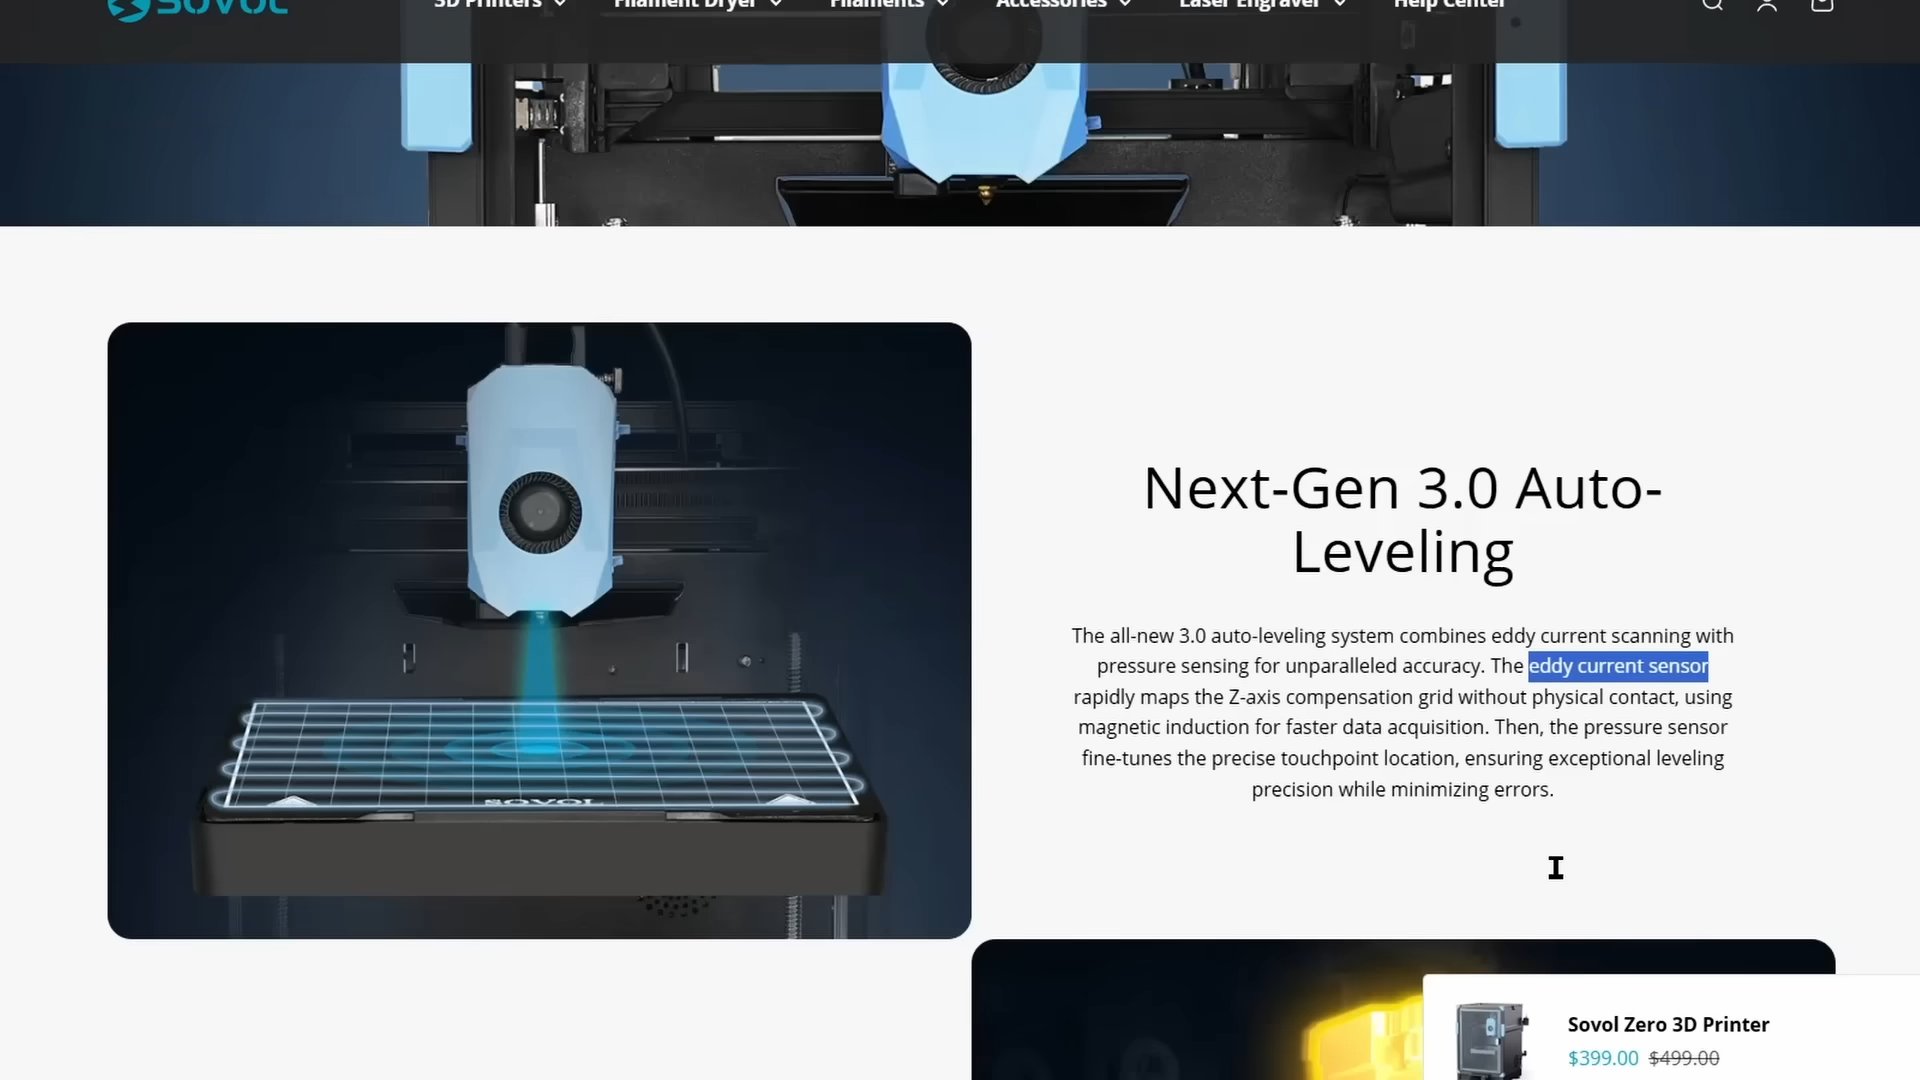 SOVOL
3D Printers
Filament Dryer
Filaments
Accessories
Laser Engraver
Help Center
SOVOL
Next-Gen 3.0 Auto-
Leveling
The all-new 3.0 auto-leveling system combines eddy current scanning with
pressure sensing for unparalleled accuracy. The eddy current sensor
rapidly maps the Z-axis compensation grid without physical contact, using
magnetic induction for faster data acquisition. Then, the pressure sensor
fine-tunes the precise touchpoint location, ensuring exceptional leveling
precision while minimizing errors.
Sovol Zero 3D Printer
$399.00 $499.00